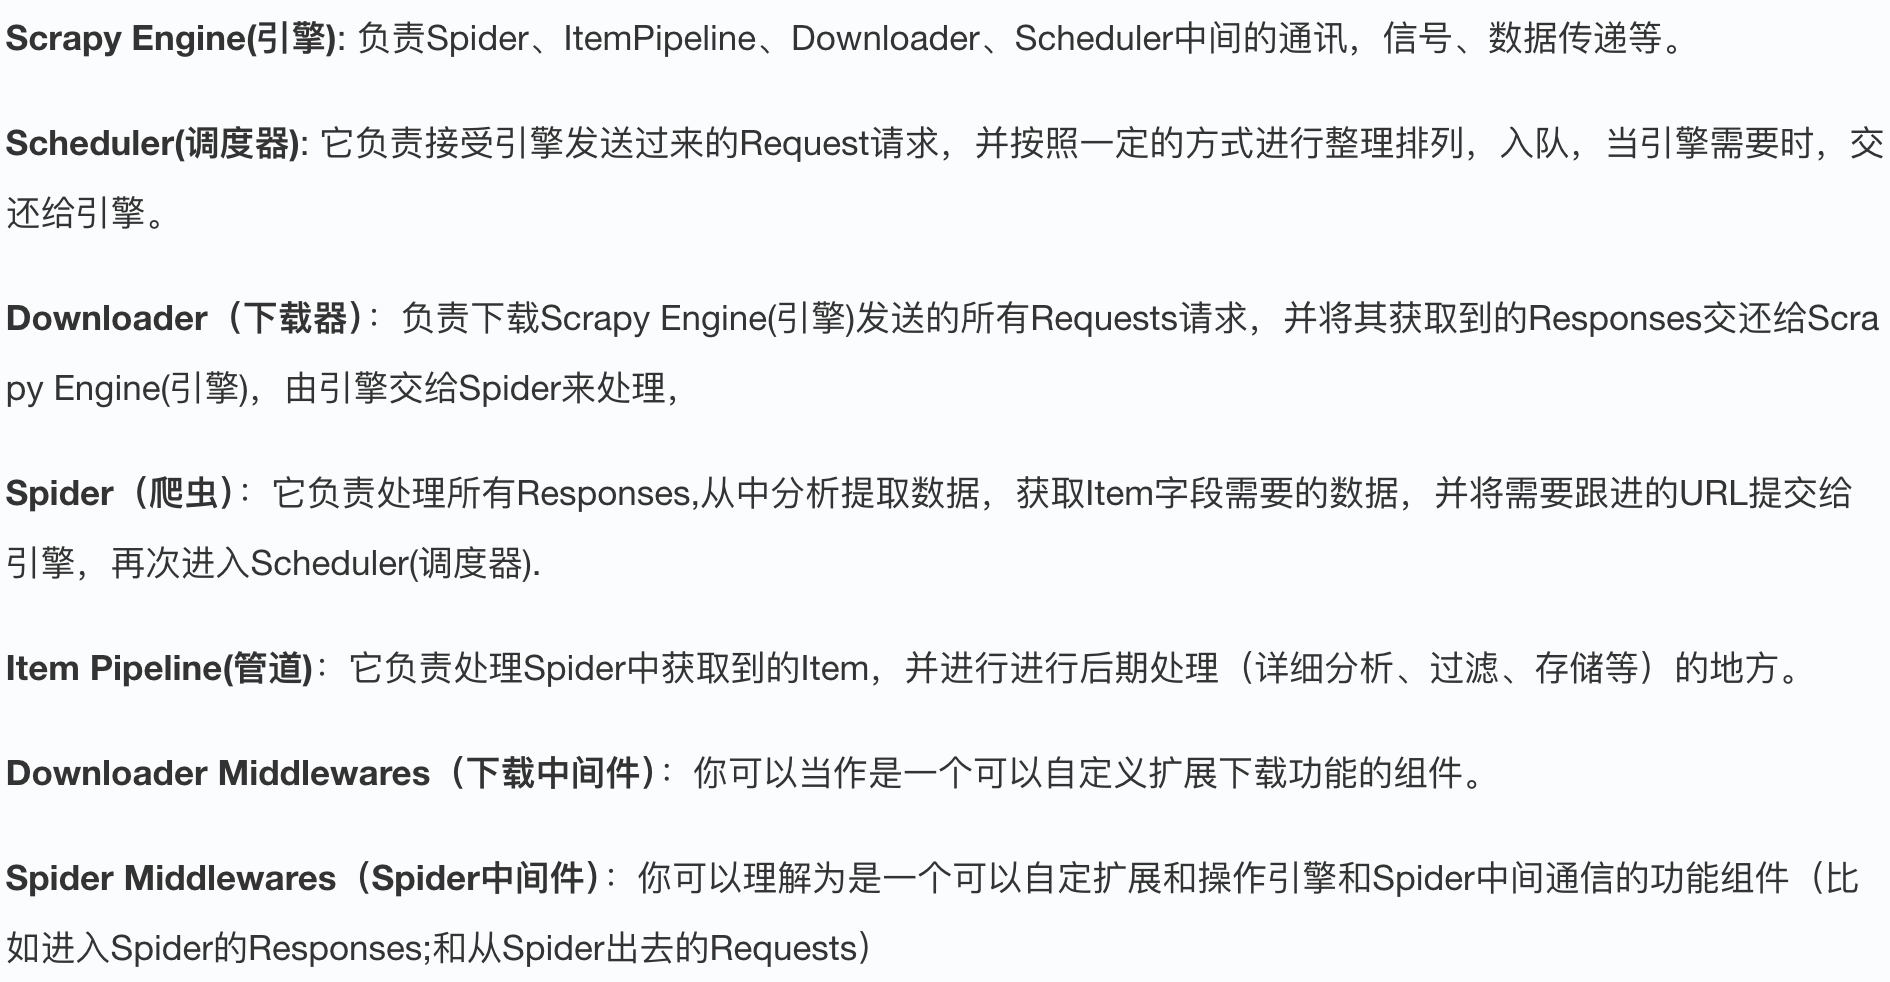 Scrapy Engine(引擎): 负责Spider、ItemPipeline、Downloader、Scheduler中间的通讯，信号、数据传递等。
Scheduler(调度器): 它负责接受引擎发送过来的Request请求，并按照一定的方式进行整理排列，入队，当引擎需要时，交
还给引擎。
Downloader（下载器）：负责下载Scrapy Engine(引擎)发送的所有Requests请求，并将其获取到的Responses交还给Scra
py Engine(引擎)，由引擎交给Spider来处理，
Spider（爬虫）：它负责处理所有Responses,从中分析提取数据，获取Item字段需要的数据，并将需要跟进的URL提交给
引擎，再次进入Scheduler(调度器).
Item Pipeline(管道)：它负责处理Spider中获取到的Item，并进行进行后期处理（详细分析、过滤、存储等）的地方。
Downloader Middlewares（下载中间件）：你可以当作是一个可以自定义扩展下载功能的组件。
Spider Middlewares（Spider中间件）：你可以理解为是一个可以自定扩展和操作引擎和Spider中间通信的功能组件（比
如进入Spider的Responses;和从Spider出去的Requests）